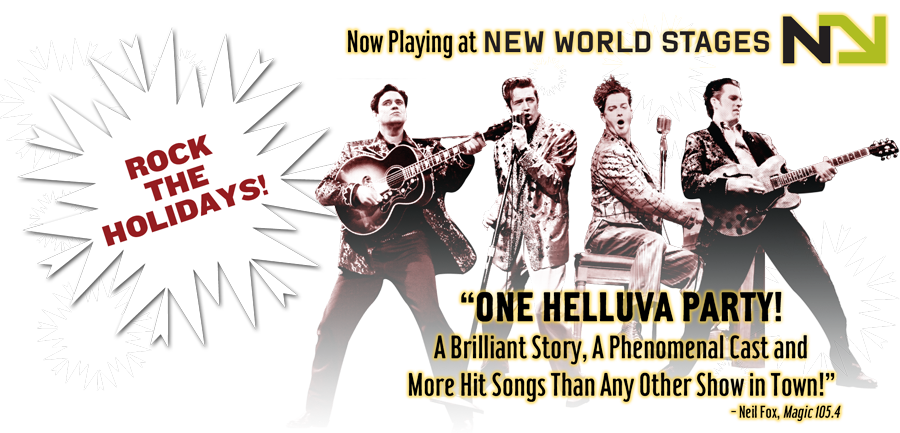 Now Playing at NEW WORLD STAGES
ROCK
THE
HOLIDAYS!
“ONE HELLUVA PARTY!
A Brilliant Story, A Phenomenal Cast and
More Hit Songs Than Any Other Show in Town!”
– Neil Fox, Magic 105.4